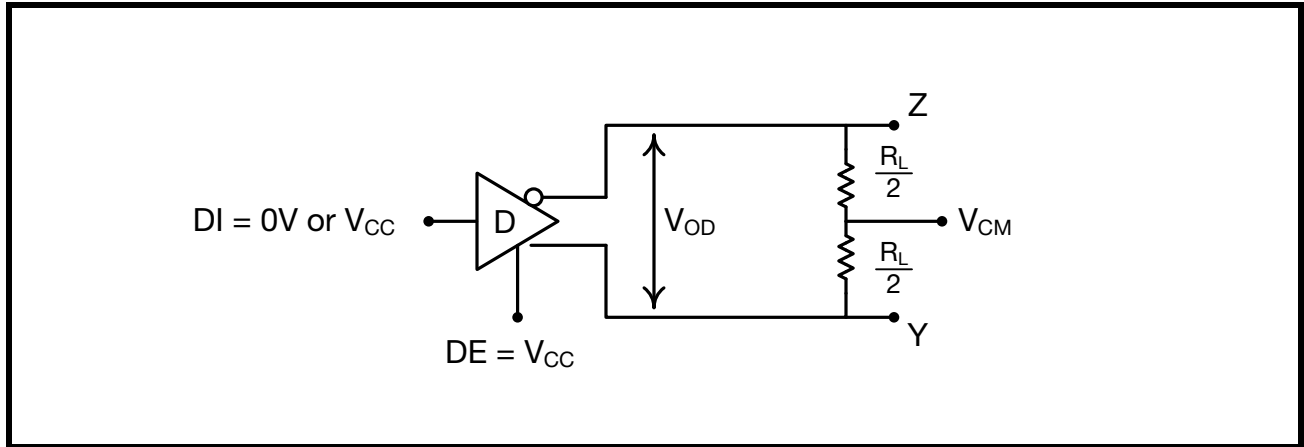 Z
R_L
2
DI = 0V or V_CC
D
V_OD
V_CM
R_L
2
Y
DE = V_CC